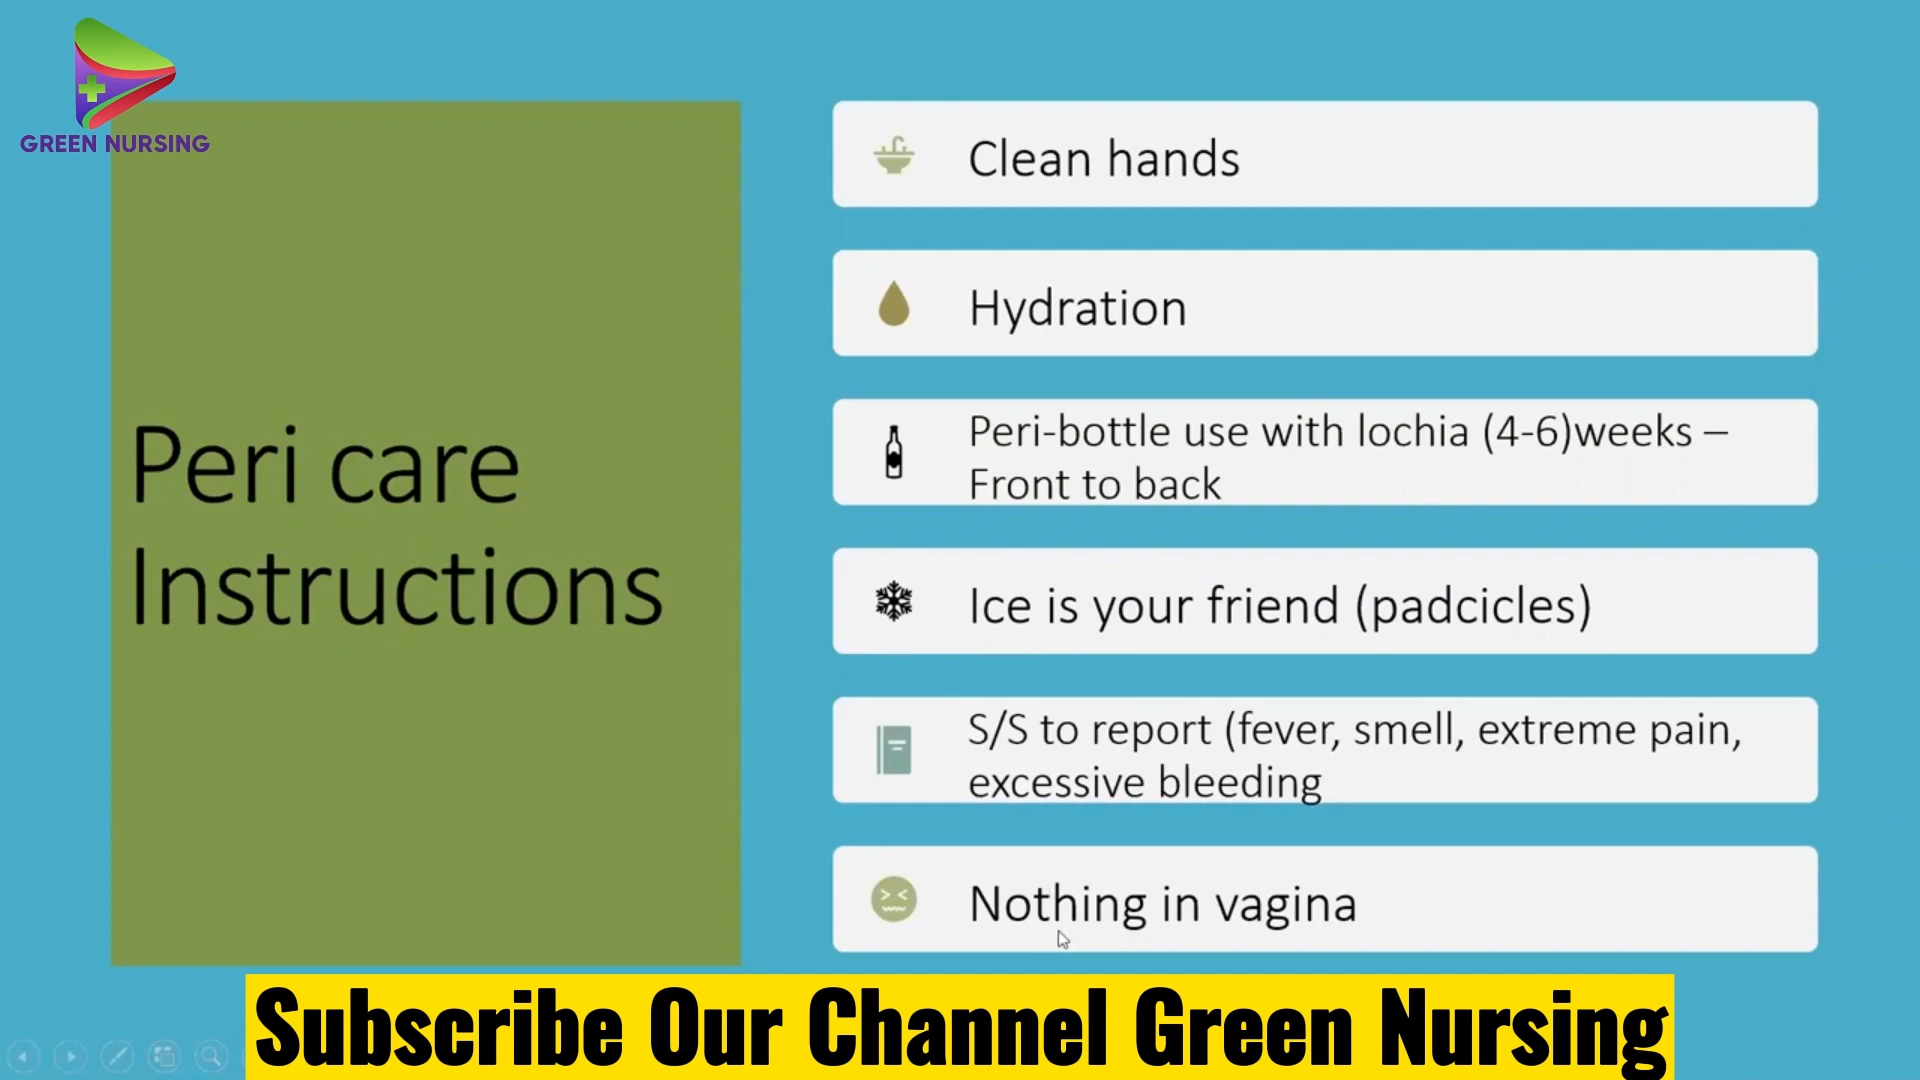 GREEN NURSING
Peri care
Instructions
Clean hands
Hydration
Peri-bottle use with lochia (4-6)weeks –
Front to back
Ice is your friend (padcicles)
S/S to report (fever, smell, extreme pain,
excessive bleeding
Nothing in vagina
Subscribe Our Channel Green Nursing